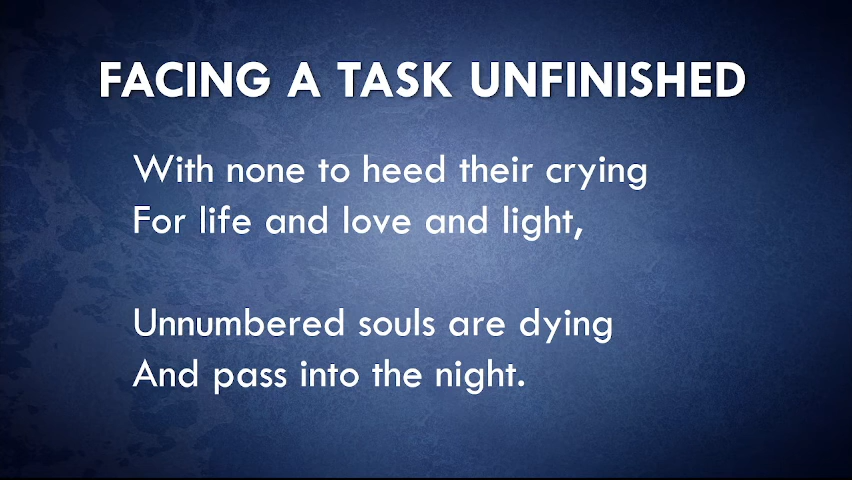 FACING A TASK UNFINISHED
With none to heed their crying
For life and love and light,
Unnumbered souls are dying
And pass into the night.